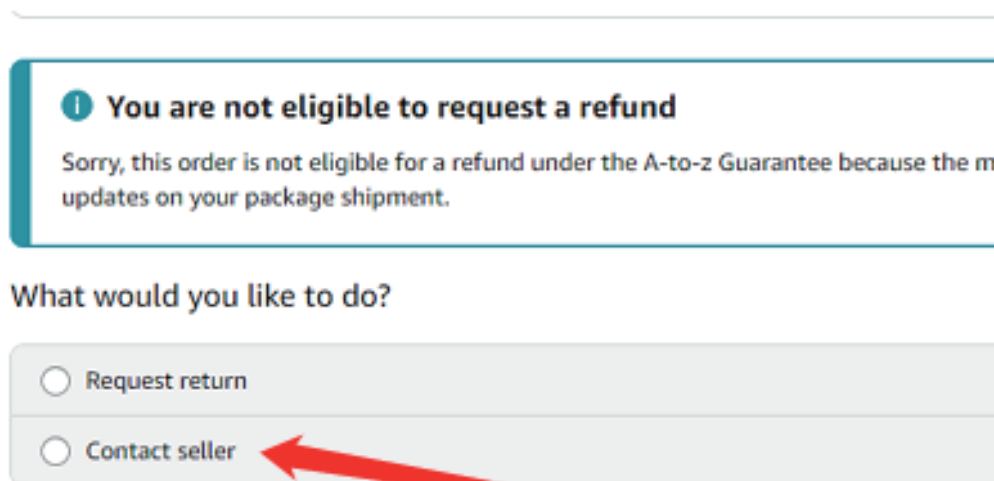 You are not eligible to request a refund
Sorry, this order is not eligible for a refund under the A-to-z Guarantee because the
updates on your package shipment.
What would you like to do?
Request return
Contact seller